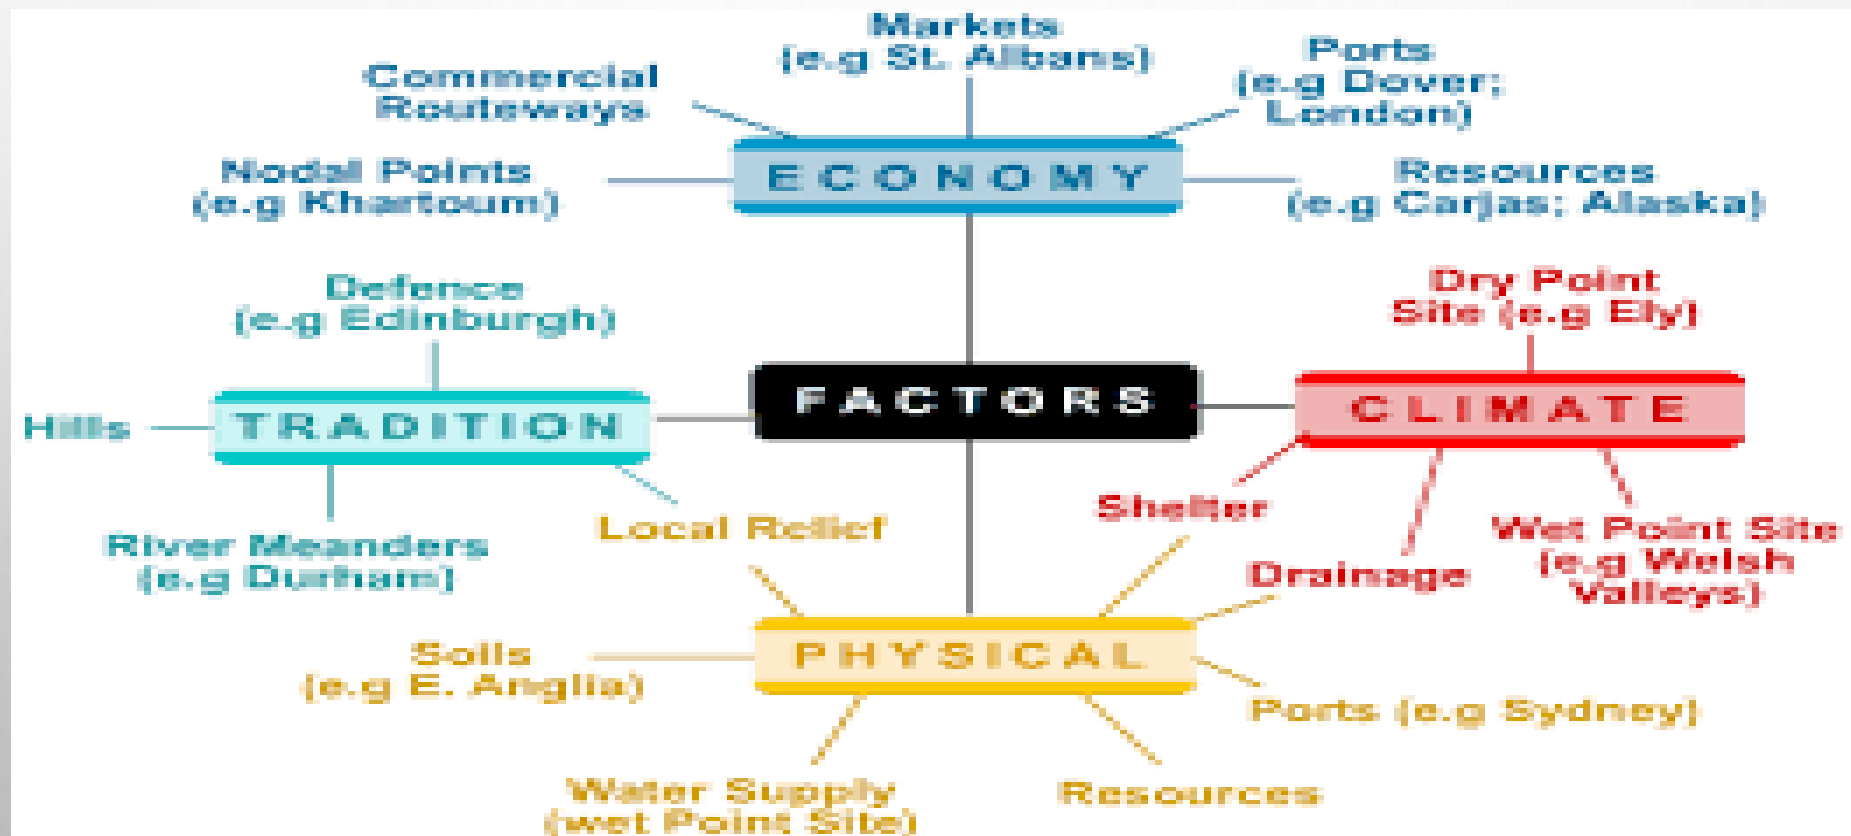 Markets
(e.g St. Albans)
Ports
(e.g Dover;
London)
Commercial
Routeways
Nodal Points
(e.g Khartoum)
ECONOMY
Resources
(e.g Carjas; Alaska)
Defence
(e.g Edinburgh)
Dry Point
Site (e.g Ely)
Hills
TRADITION
FACTORS
CLIMATE
River Meanders
(e.g Durham)
Local Relief
Shelter
Drainage
Wet Point Site
(e.g Welsh
Valleys)
Soils
(e.g E. Anglia)
PHYSICAL
Ports (e.g Sydney)
Water Supply
(wet Point Site)
Resources